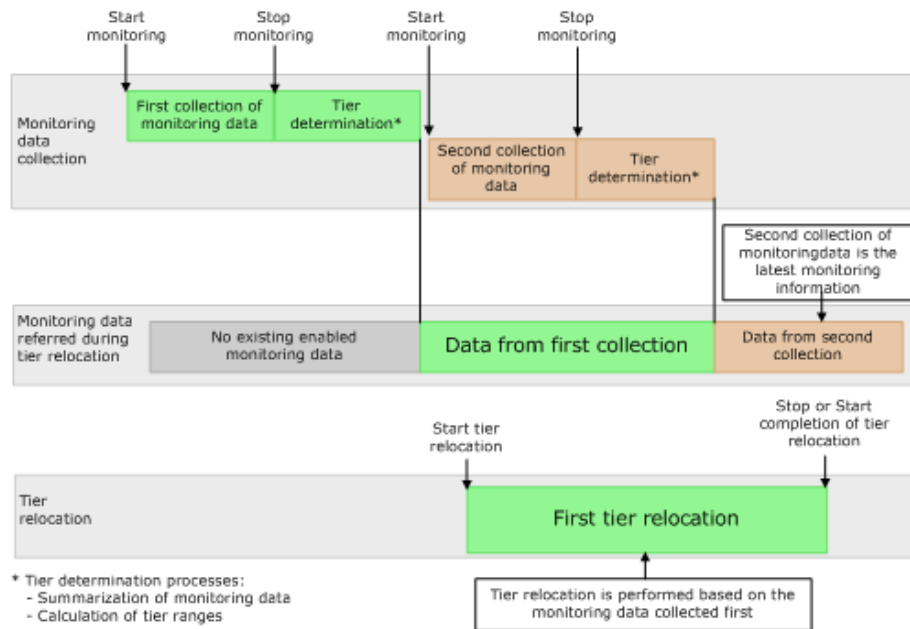 Start
monitoring
Stop
monitoring
Start
monitoring
Stop
monitoring
Monitoring
data
collection
First collection of
monitoring data
Tier
determination*
Second collection
of monitoring
data
Tier
determination*
Second collection of
monitoringdata is the
latest monitoring
information
Monitoring data
referred during
tier relocation
No existing enabled
monitoring data
Data from first collection
Data from second
collection
Start tier
relocation
Stop or Start
completion of tier
relocation
Tier
relocation
First tier relocation
Tier relocation is performed based on the
monitoring data collected first
* Tier determination processes:
- Summarization of monitoring data
- Calculation of tier ranges